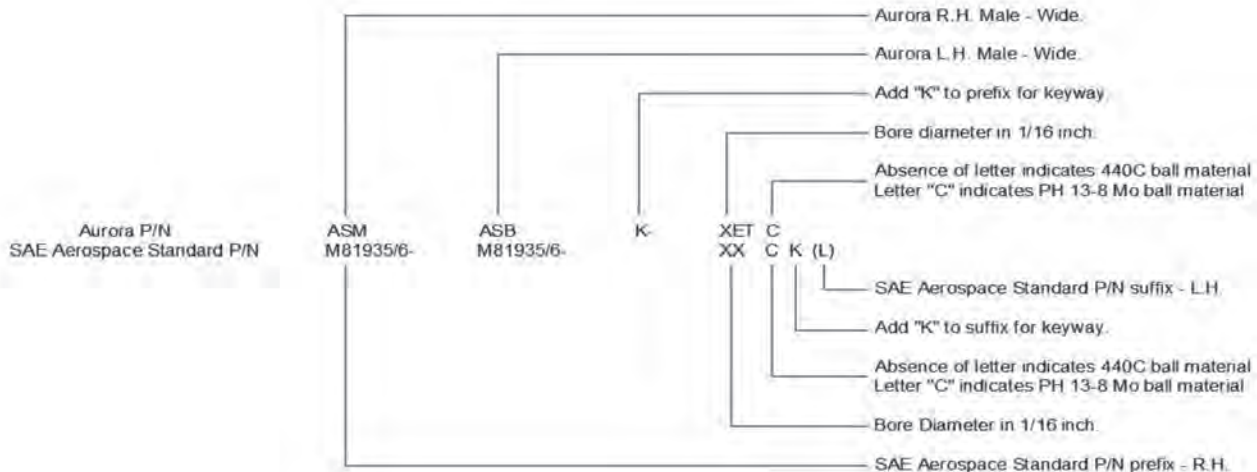 Aurora R.H. Male - Wide.
Aurora L.H. Male - Wide.
Add "K" to prefix for keyway.
Bore diameter in 1/16 inch.
Absence of letter indicates 440C ball material
Letter "C" indicates PH 13-8 Mo ball material
Aurora P/N ASM ASB K- XET C
SAE Aerospace Standard P/N M81935/6- M81935/6- XX C K (L)
SAE Aerospace Standard P/N suffix - L.H.
Add "K" to suffix for keyway.
Absence of letter indicates 440C ball material
Letter "C" indicates PH 13-8 Mo ball material
Bore Diameter in 1/16 inch.
SAE Aerospace Standard P/N prefix - R.H.